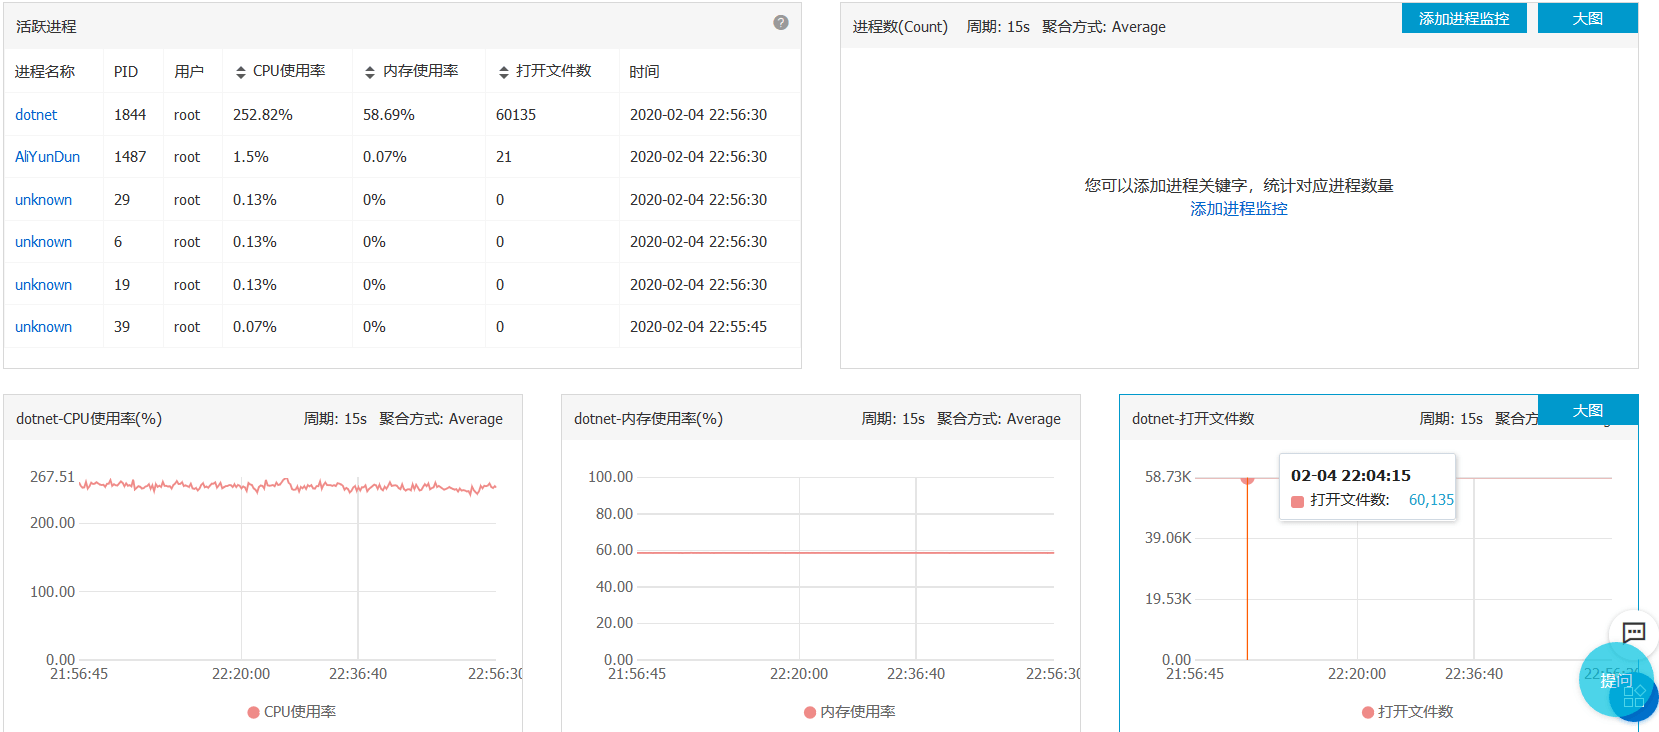 活跃进程
?
进程名称 PID 用户 CPU使用率 内存使用率 打开文件数 时间
dotnet 1844 root 252.82% 58.69% 60135 2020-02-04 22:56:30
AliYunDun 1487 root 1.5% 0.07% 21 2020-02-04 22:56:30
unknown 29 root 0.13% 0% 0 2020-02-04 22:56:30
unknown 6 root 0.13% 0% 0 2020-02-04 22:56:30
unknown 19 root 0.13% 0% 0 2020-02-04 22:56:30
unknown 39 root 0.07% 0% 0 2020-02-04 22:55:45
进程数(Count) 周期: 15s 聚合方式: Average
添加进程监控 大图
您可以添加进程关键字，统计对应进程数量
添加进程监控
dotnet-CPU使用率(%) 周期: 15s 聚合方式: Average
267.51
200.00
100.00
0.00
21:56:45 22:20:00 22:36:40 22:56:30
CPU使用率
dotnet-内存使用率(%) 周期: 15s 聚合方式: Average
100.00
80.00
60.00
40.00
20.00
0.00
21:56:45 22:20:00 22:36:40 22:56:30
内存使用率
dotnet-打开文件数 周期: 15s 聚合方
大图
02-04 22:04:15
打开文件数: 60,135
58.73K
39.06K
19.53K
0.00
21:56:45 22:20:00 22:36:40 22:56:30
打开文件数
提问